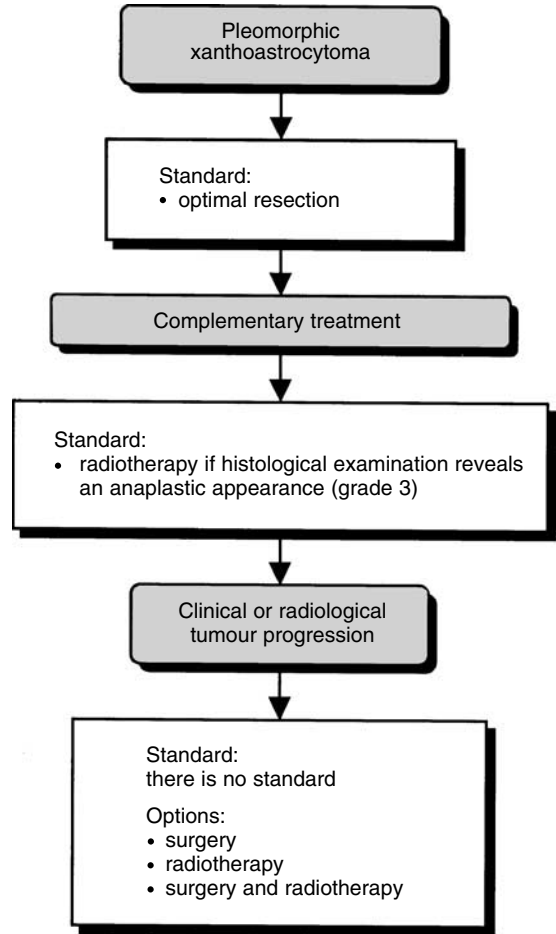 Pleomorphic
xanthoastrocytoma
Standard:
• optimal resection
Complementary treatment
Standard:
• radiotherapy if histological examination reveals
an anaplastic appearance (grade 3)
Clinical or radiological
tumour progression
Standard:
there is no standard
Options:
• surgery
• radiotherapy
• surgery and radiotherapy